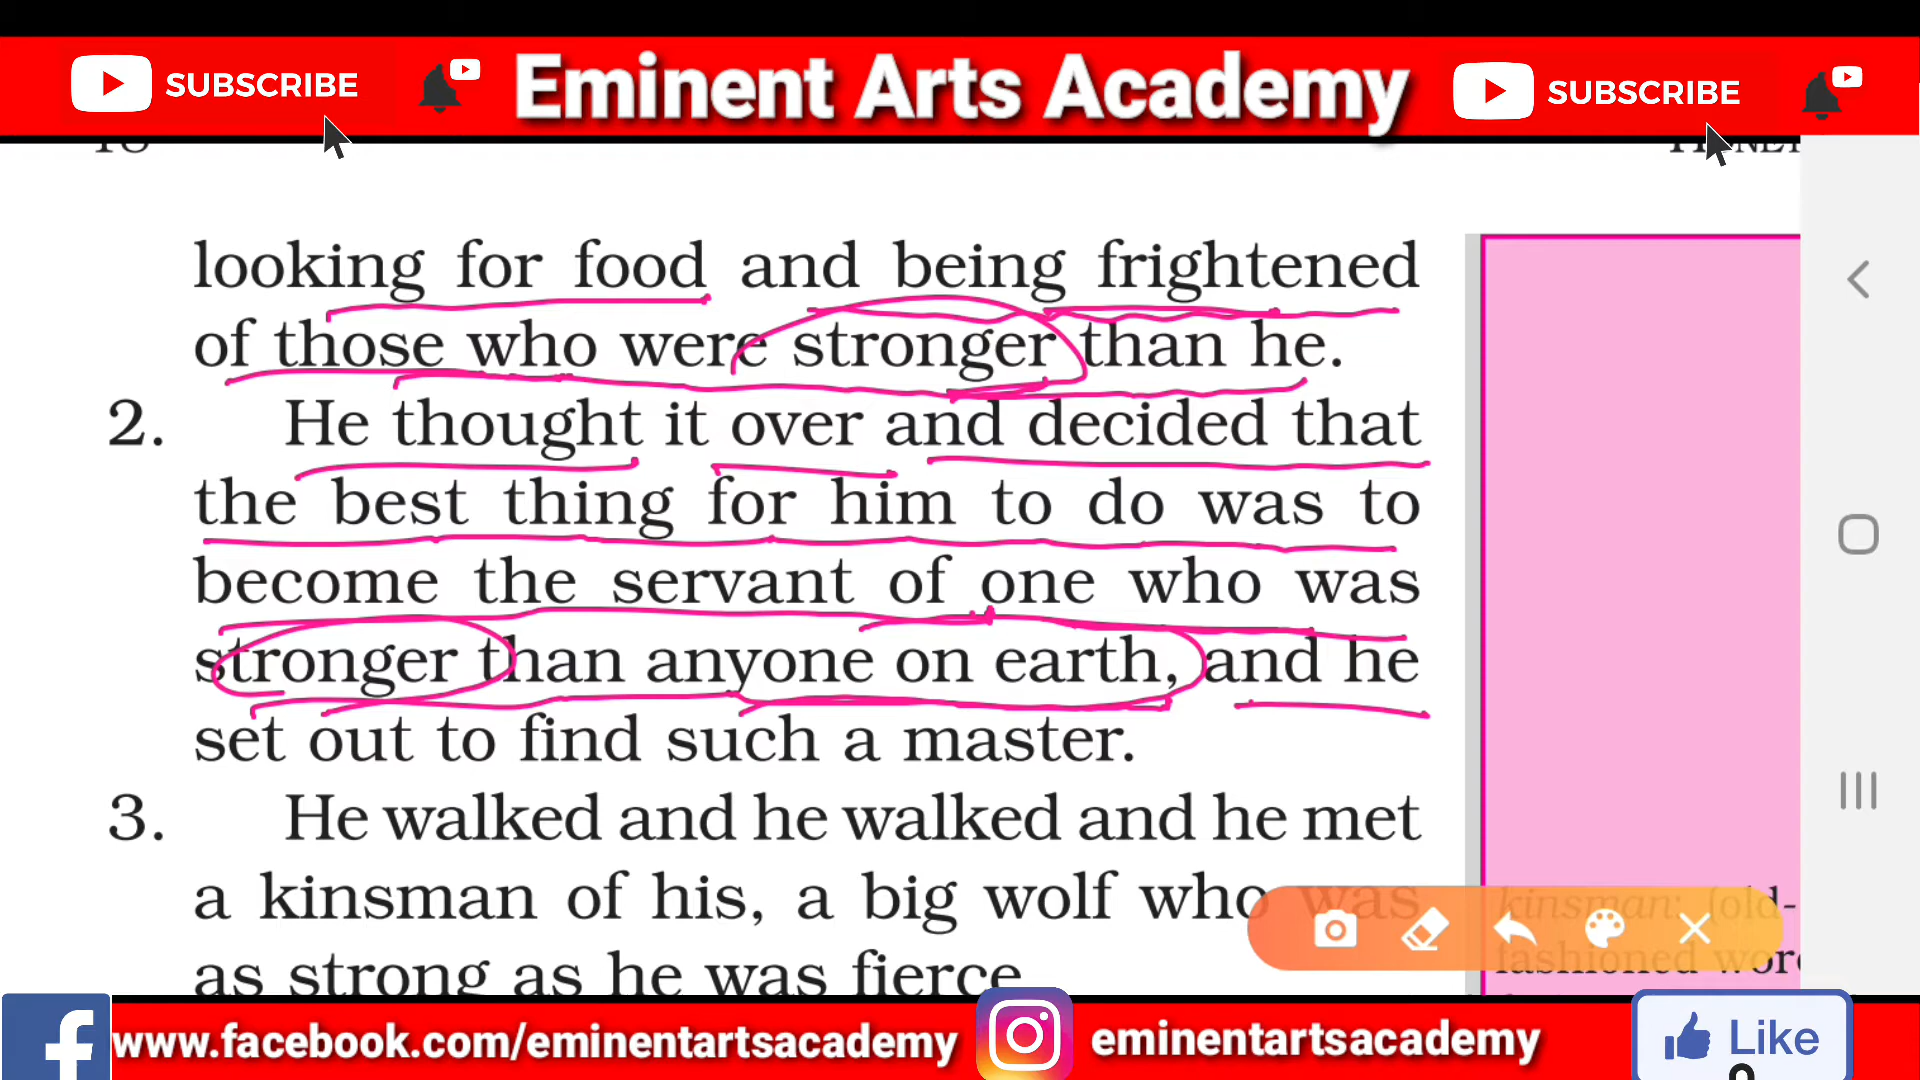 SUBSCRIBE
Eminent Arts Academy
SUBSCRIBE
18
looking for food and being frightened
of those who were stronger than he.
2. He thought it over and decided that
the best thing for him to do was to
become the servant of one who was
stronger than anyone on earth, and he
set out to find such a master.
3. He walked and he walked and he met
a kinsman of his, a big wolf who was
as strong as he was fierce
kinsman: (old-
fashioned wor
www.facebook.com/eminentartsacademy
eminentartsacademy
Like